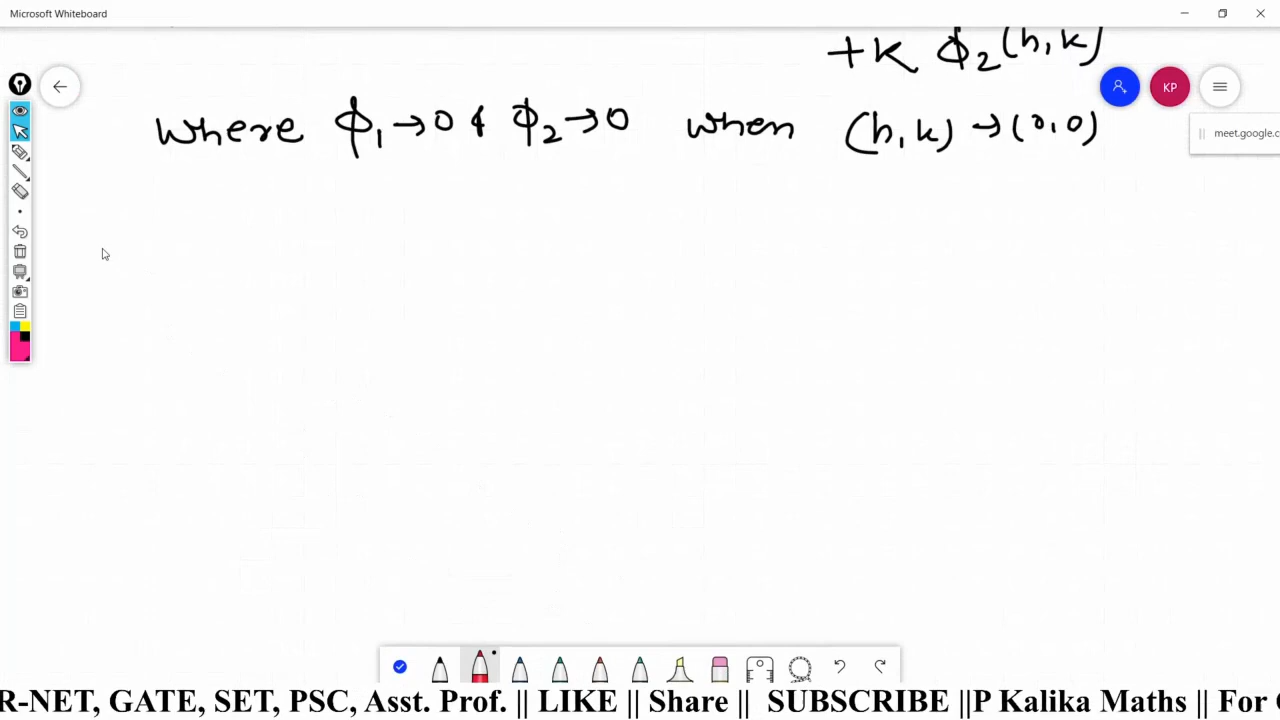 Microsoft Whiteboard
+k ϕ₂(h,k)
KP
where ϕ₁→0 & ϕ₂→0 when (h,k)→(0,0)
meet.google.c
R-NET, GATE, SET, PSC, Asst. Prof. || LIKE || Share || SUBSCRIBE ||P Kalika Maths || For C